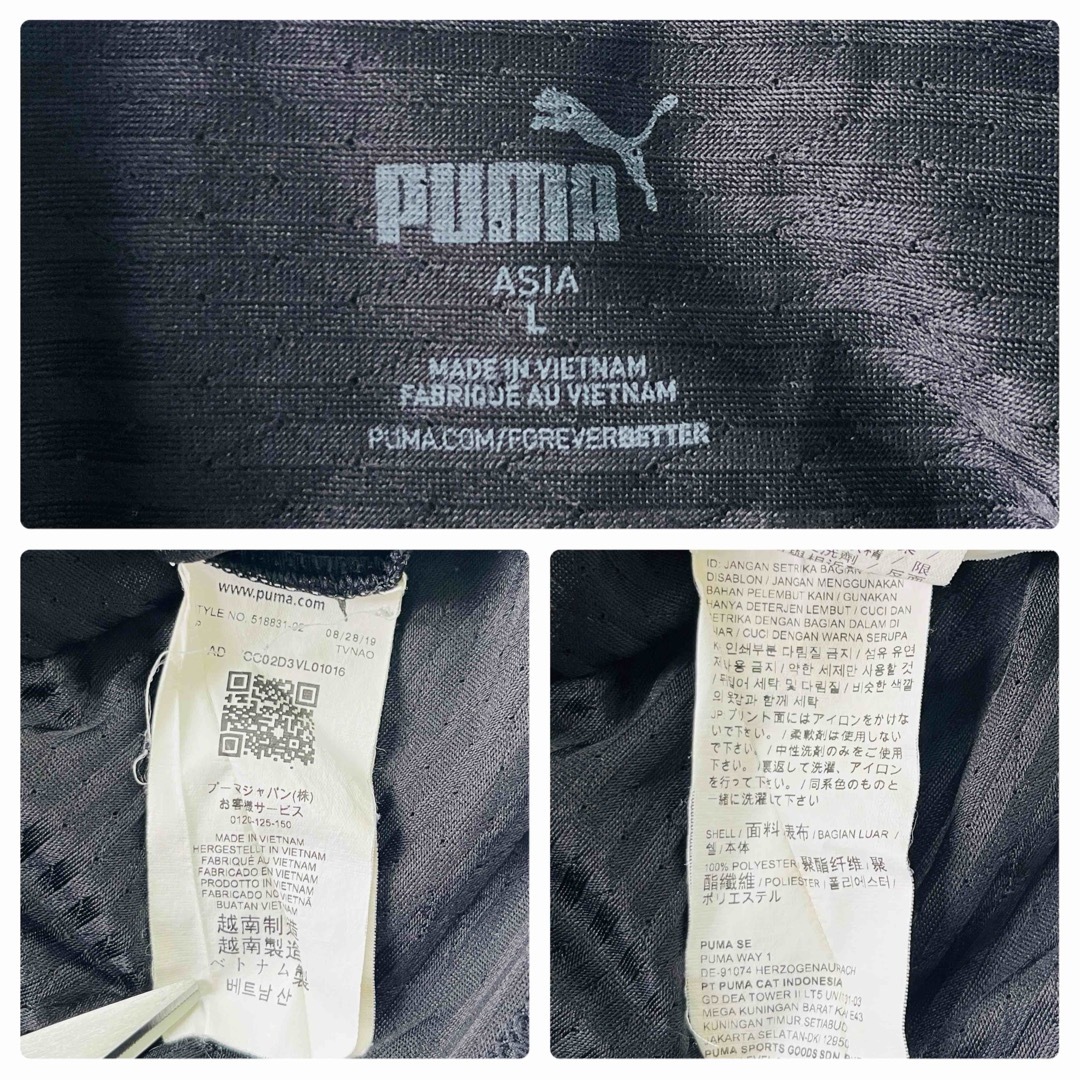 PUMA
ASIA
L
MADE IN VIETNAM
FABRIQUÉ AU VIETNAM
PUMA.COM/FOREVERBETTER
www.puma.com
TYLE NO. 518831-02 08/28/19
P TVNAO
AD CC02D3VL01016
プーマジャパン(株)
お客様サービス
0120-125-150
MADE IN VIETNAM
HERGESTELLT IN VIETNAM
FABRIQUÉ AU VIETNAM
FABRICADO EN VIETNAM
PRODOTTO IN VIETNAM
FABRICADO NO VIETNÃ
BUATAN VIETNAM
越南制造
越南製造
ベトナム製
베트남 산
ID: JANGAN SETRIKA BAGIAN
DISABLON / JANGAN MENGGUNAKAN
BAHAN PELEMBUT KAIN / GUNAKAN
HANYA DETERJEN LEMBUT / CUCI DAN
SETRIKA DENGAN BAGIAN DALAM DI
LUAR / CUCI DENGAN WARNA SERUPA
인쇄부분 다림질 금지 / 섬유 유연
제사용 금지 / 약한 세제만 사용할 것
/ 뒤집어 세탁 및 다림질 / 비슷한 색깔
의 옷감과 함께 세탁
JP プリント面にはアイロンをかけな
いで下さい。/ 柔軟剤は使用しない
で下さい。/ 中性洗剤のみをご使用
下さい。/裏返して洗濯、アイロン
を行って下さい。/ 同系色のものと
一緒に洗濯して下さい
SHELL / 面料 表布 / BAGIAN LUAR /
쉘 / 本体
100% POLYESTER 聚酯纤维 / 聚
酯纖維 / POLIESTER / 폴리에스터 /
ポリエステル
PUMA SE
PUMA WAY 1
DE-91074 HERZOGENAURACH
PT PUMA CAT INDONESIA
GD DEA TOWER II LT5 UNIT 01-03
MEGA KUNINGAN BARAT KAV E43
KUNINGAN TIMUR SETIABUD
JAKARTA SELATAN-DKI 12950
PUMA SPORTS GOODS SDN